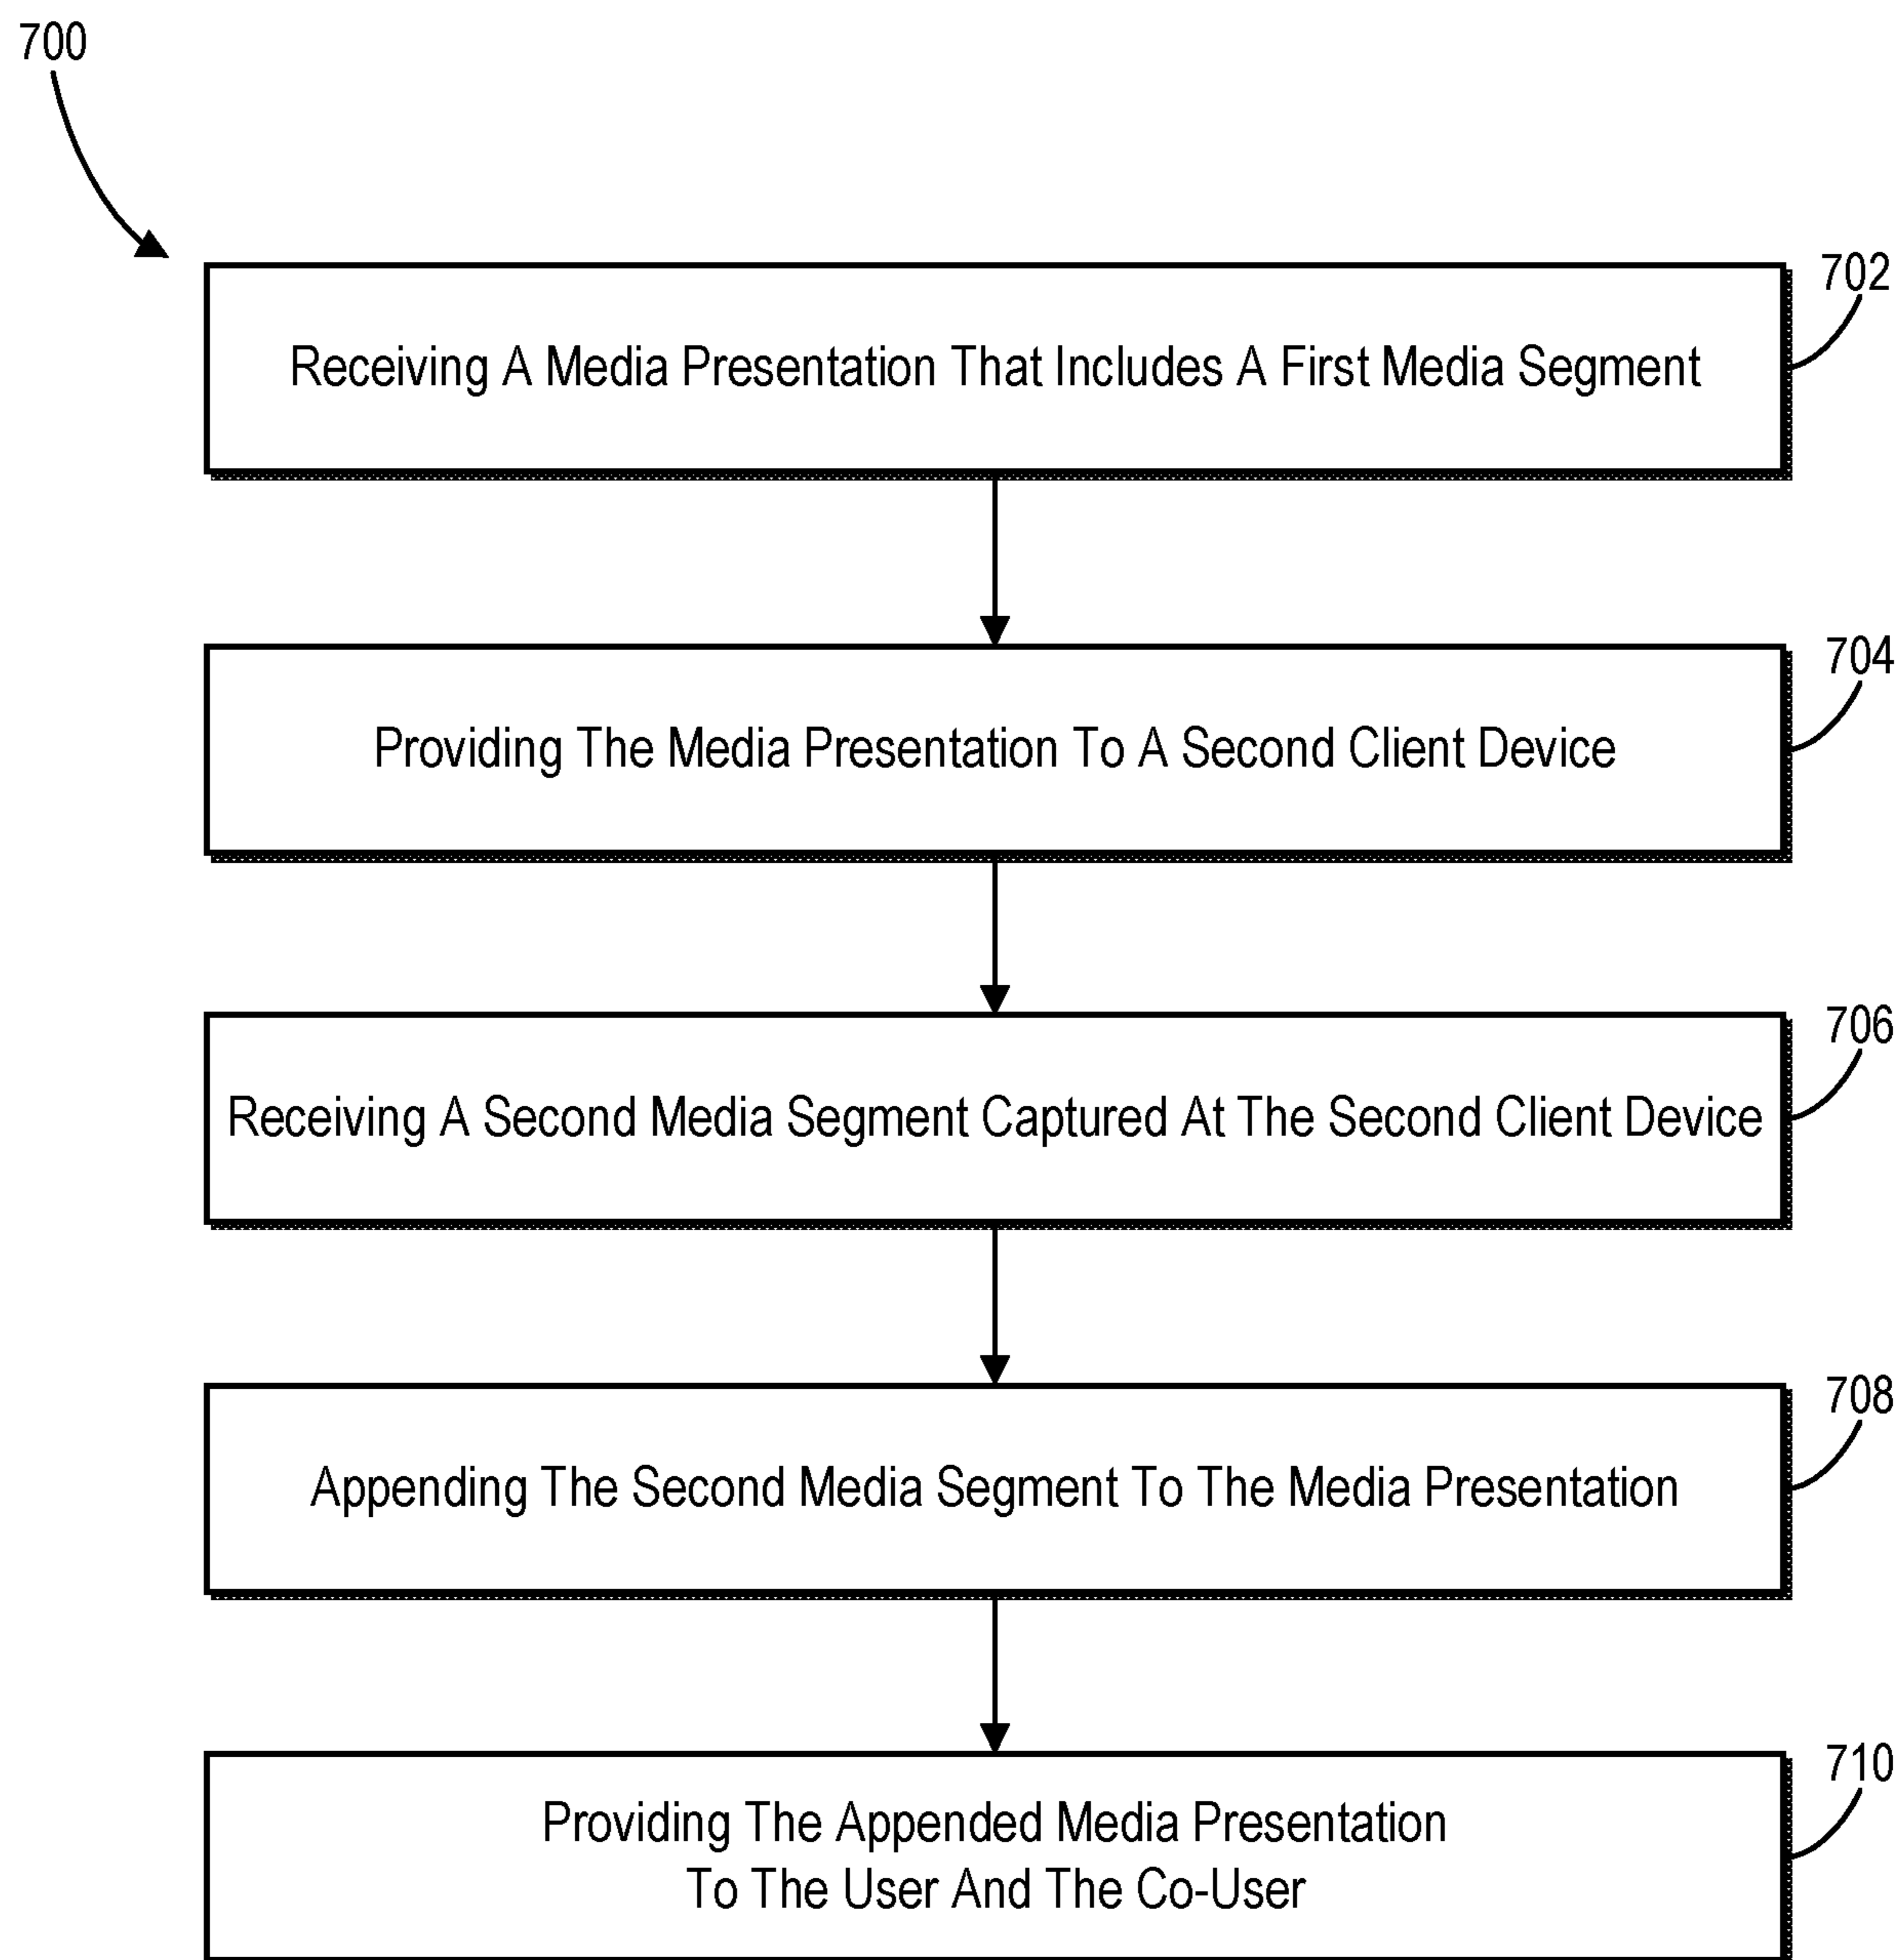 700
702
Receiving A Media Presentation That Includes A First Media Segment
704
Providing The Media Presentation To A Second Client Device
706
Receiving A Second Media Segment Captured At The Second Client Device
708
Appending The Second Media Segment To The Media Presentation
710
Providing The Appended Media Presentation
To The User And The Co-User